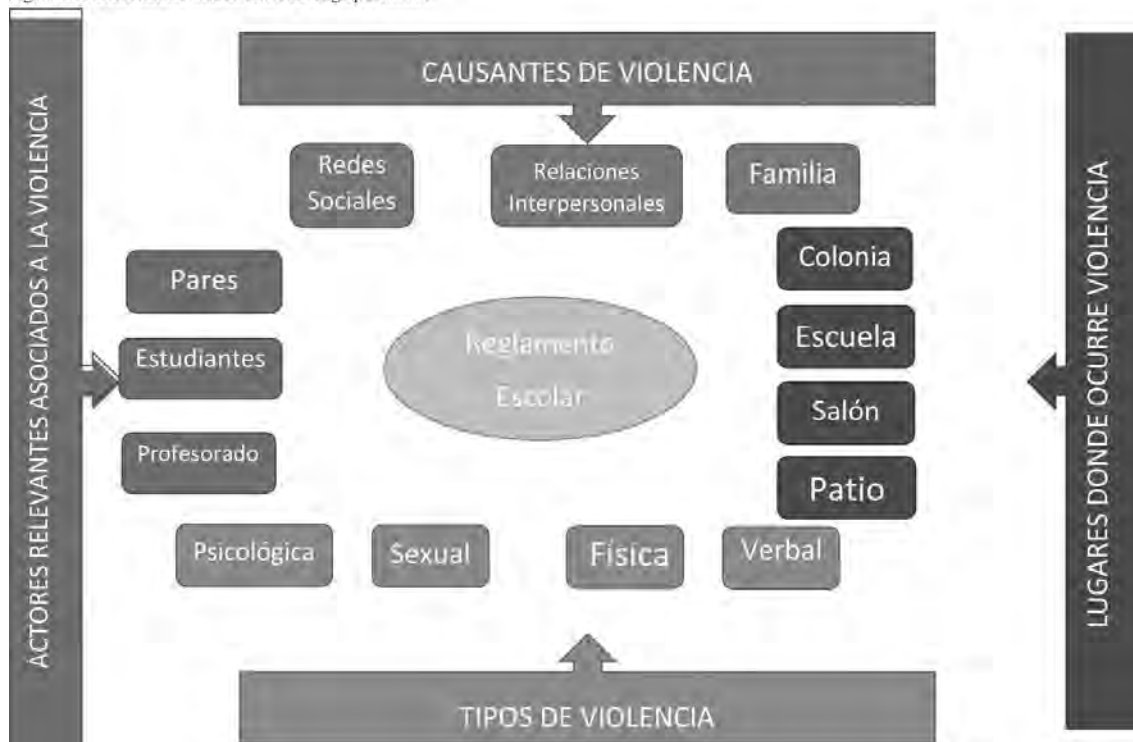 CAUSANTES DE VIOLENCIA
Redes
Sociales
Relaciones
Interpersonales
Familia
ACTORES RELEVANTES ASOCIADOS A LA VIOLENCIA
Pares
Estudiantes
Profesorado
Reglamento
Escolar
Colonia
Escuela
Salón
Patio
LUGARES DONDE OCURRE VIOLENCIA
Psicológica
Sexual
Física
Verbal
TIPOS DE VIOLENCIA